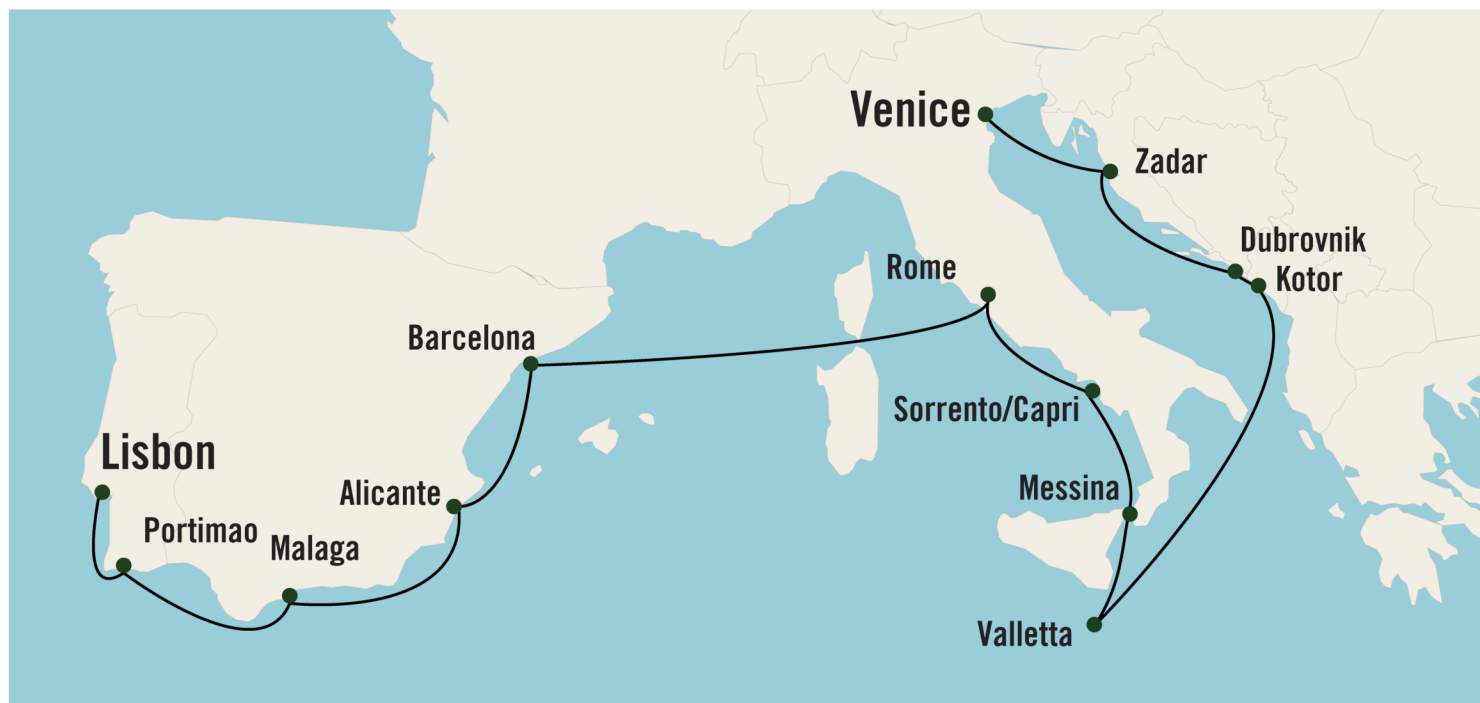 Venice
Zadar
Dubrovnik
Kotor
Rome
Barcelona
Sorrento/Capri
Lisbon
Alicante
Messina
Portimao
Malaga
Valletta